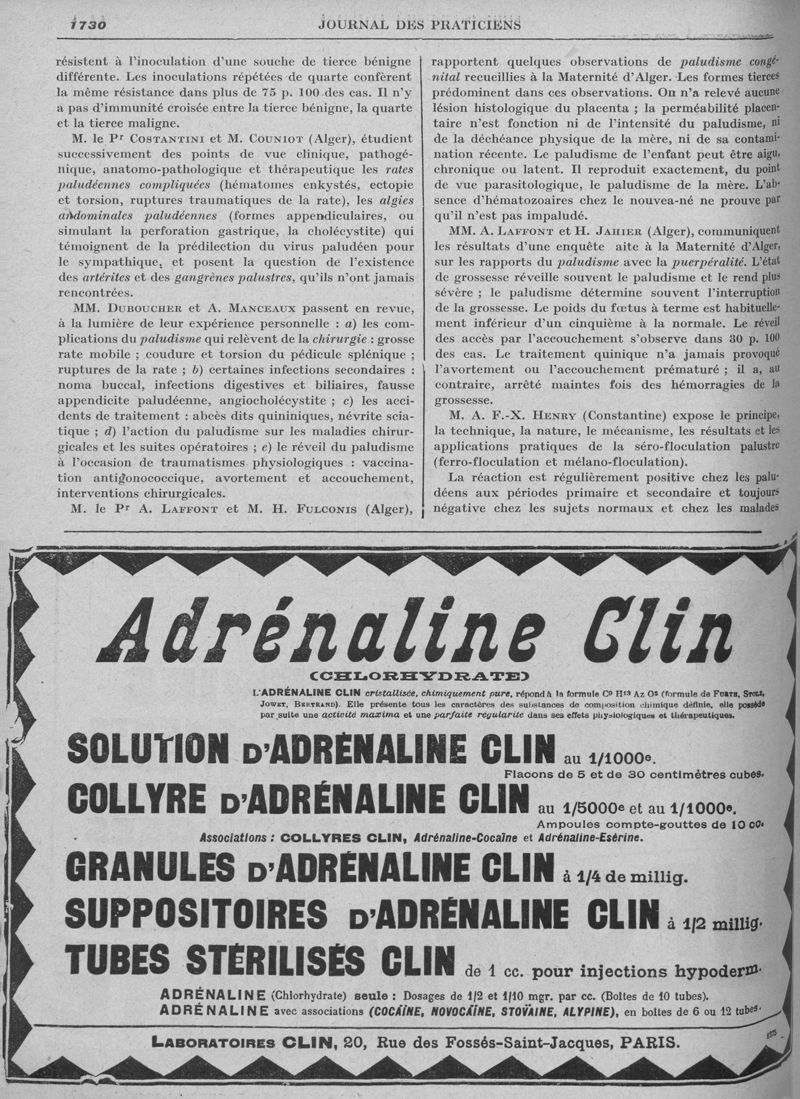 1730
JOURNAL DES PRATICIENS
résistent à l'inoculation d'une souche de tierce bénigne
différente. Les inoculations répétées de quarte confèrent
la même résistance dans plus de 75 p. 100 des cas. Il n'y
a pas d'immunité croisée entre la tierce bénigne, la quarte
et la tierce maligne.
M. le Pr COSTANTINI et M. COUNIOT (Alger), étudient
successivement des points de vue clinique, pathogé-
nique, anatomo-pathologique et thérapeutique les rates
paludéennes compliquées (hématomes enkystés, ectopie
et torsion, ruptures traumatiques de la rate), les algies
abdominales paludéennes (formes appendiculaires, ou
simulant la perforation gastrique, la cholécystite) qui
témoignent de la prédilection du virus paludéen pour
le sympathique, et posent la question de l'existence
des artérites et des gangrènes palustres, qu'ils n'ont jamais
rencontrées.
MM. DUBOUCHER et A. MANCEAUX passent en revue,
à la lumière de leur expérience personnelle : a) les com-
plications du paludisme qui relèvent de la chirurgie : grosse
rate mobile ; coudure et torsion du pédicule splénique ;
ruptures de la rate ; b) certaines infections secondaires :
noma buccal, infections digestives et biliaires, fausse
appendicite paludéenne, angiocholécystite ; c) les acci-
dents de traitement : abcès dits quininiques, névrite scia-
tique ; d) l'action du paludisme sur les maladies chirur-
gicales et les suites opératoires ; e) le réveil du paludisme
à l'occasion de traumatismes physiologiques : vaccina-
tion antigonococcique, avortement et accouchement,
interventions chirurgicales.
M. le Pr A. LAFFONT et M. H. FULCONIS (Alger),
rapportent quelques observations de paludisme congé-
nital recueillies à la Maternité d'Alger. Les formes tierces
prédominent dans ces observations. On n'a relevé aucune
lésion histologique du placenta ; la perméabilité placen-
taire n'est fonction ni de l'intensité du paludisme, ni
de la déchéance physique de la mère, ni de sa contami-
nation récente. Le paludisme de l'enfant peut être aigu,
chronique ou latent. Il reproduit exactement, du point
de vue parasitologique, le paludisme de la mère. L'ab-
sence d'hématozoaires chez le nouvea-né ne prouve par
qu'il n'est pas impaludé.
MM. A. LAFFONT et H. JAHIER (Alger), communiquent
les résultats d'une enquête aite à la Maternité d'Alger,
sur les rapports du paludisme avec la puerpéralité. L'état
de grossesse réveille souvent le paludisme et le rend plus
sévère ; le paludisme détermine souvent l'interruption
de la grossesse. Le poids du fœtus à terme est habituelle-
ment inférieur d'un cinquième à la normale. Le réveil
des accès par l'accouchement s'observe dans 30 p. 100
des cas. Le traitement quinique n'a jamais provoqué
l'avortement ou l'accouchement prématuré ; il a, au
contraire, arrêté maintes fois des hémorragies de la
grossesse.
M. A. F.-X. HENRY (Constantine) expose le principe,
la technique, la nature, le mécanisme, les résultats et les
applications pratiques de la séro-floculation palustre
(ferro-floculation et mélano-floculation).
La réaction est régulièrement positive chez les palu-
déens aux périodes primaire et secondaire et toujours
négative chez les sujets normaux et chez les malades
Adrénaline Clin
(CHLORHYDRATE)
L'ADRÉNALINE CLIN cristallisée, chimiquement pure, répond à la formule C9 H13 Az O3 (formule de FURTH, STOLZ,
JOWET, BERTRAND). Elle présente tous les caractères des substances de composition chimique définie, elle possède
par suite une activité maxima et une parfaite régularité dans ses effets physiologiques et thérapeutiques.
SOLUTION D'ADRÉNALINE CLIN au 1/1000e.
Flacons de 5 et de 30 centimètres cubes.
COLLYRE D'ADRÉNALINE CLIN au 1/5000e et au 1/1000e.
Ampoules compte-gouttes de 10 cc.
Associations : COLLYRES CLIN, Adrénaline-Cocaïne et Adrénaline-Esérine.
GRANULES D'ADRÉNALINE CLIN à 1/4 de millig.
SUPPOSITOIRES D'ADRÉNALINE CLIN à 1/2 millig.
TUBES STÉRILISÉS CLIN de 1 cc. pour injections hypoderm.
ADRÉNALINE (Chlorhydrate) seule : Dosages de 1/2 et 1/10 mgr. par cc. (Boîtes de 10 tubes).
ADRÉNALINE avec associations (COCAÏNE, NOVOCAÏNE, STOVAÏNE, ALYPINE), en boîtes de 6 ou 12 tubes.
LABORATOIRES CLIN, 20, Rue des Fossés-Saint-Jacques, PARIS.